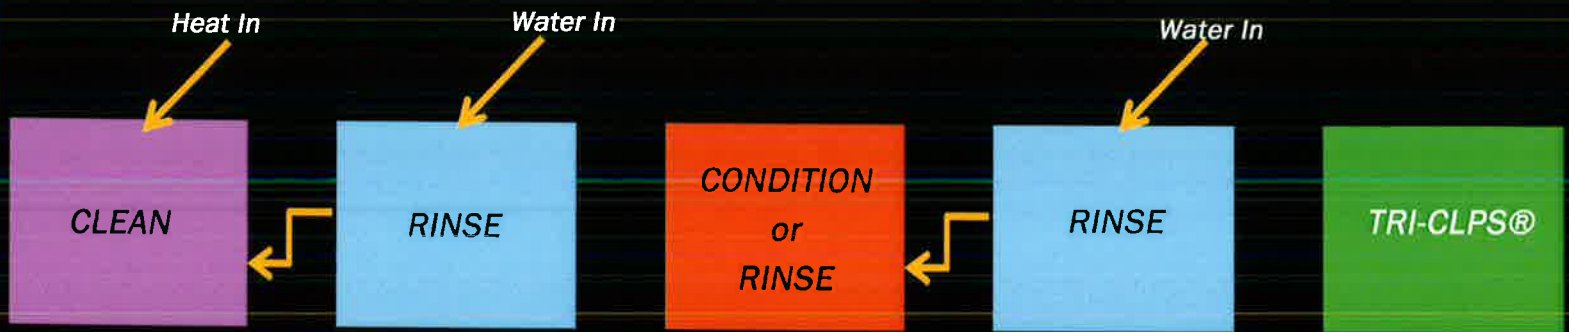 Heat In
Water In
Water In
CLEAN
RINSE
CONDITION
or
RINSE
RINSE
TRI-CLPS®